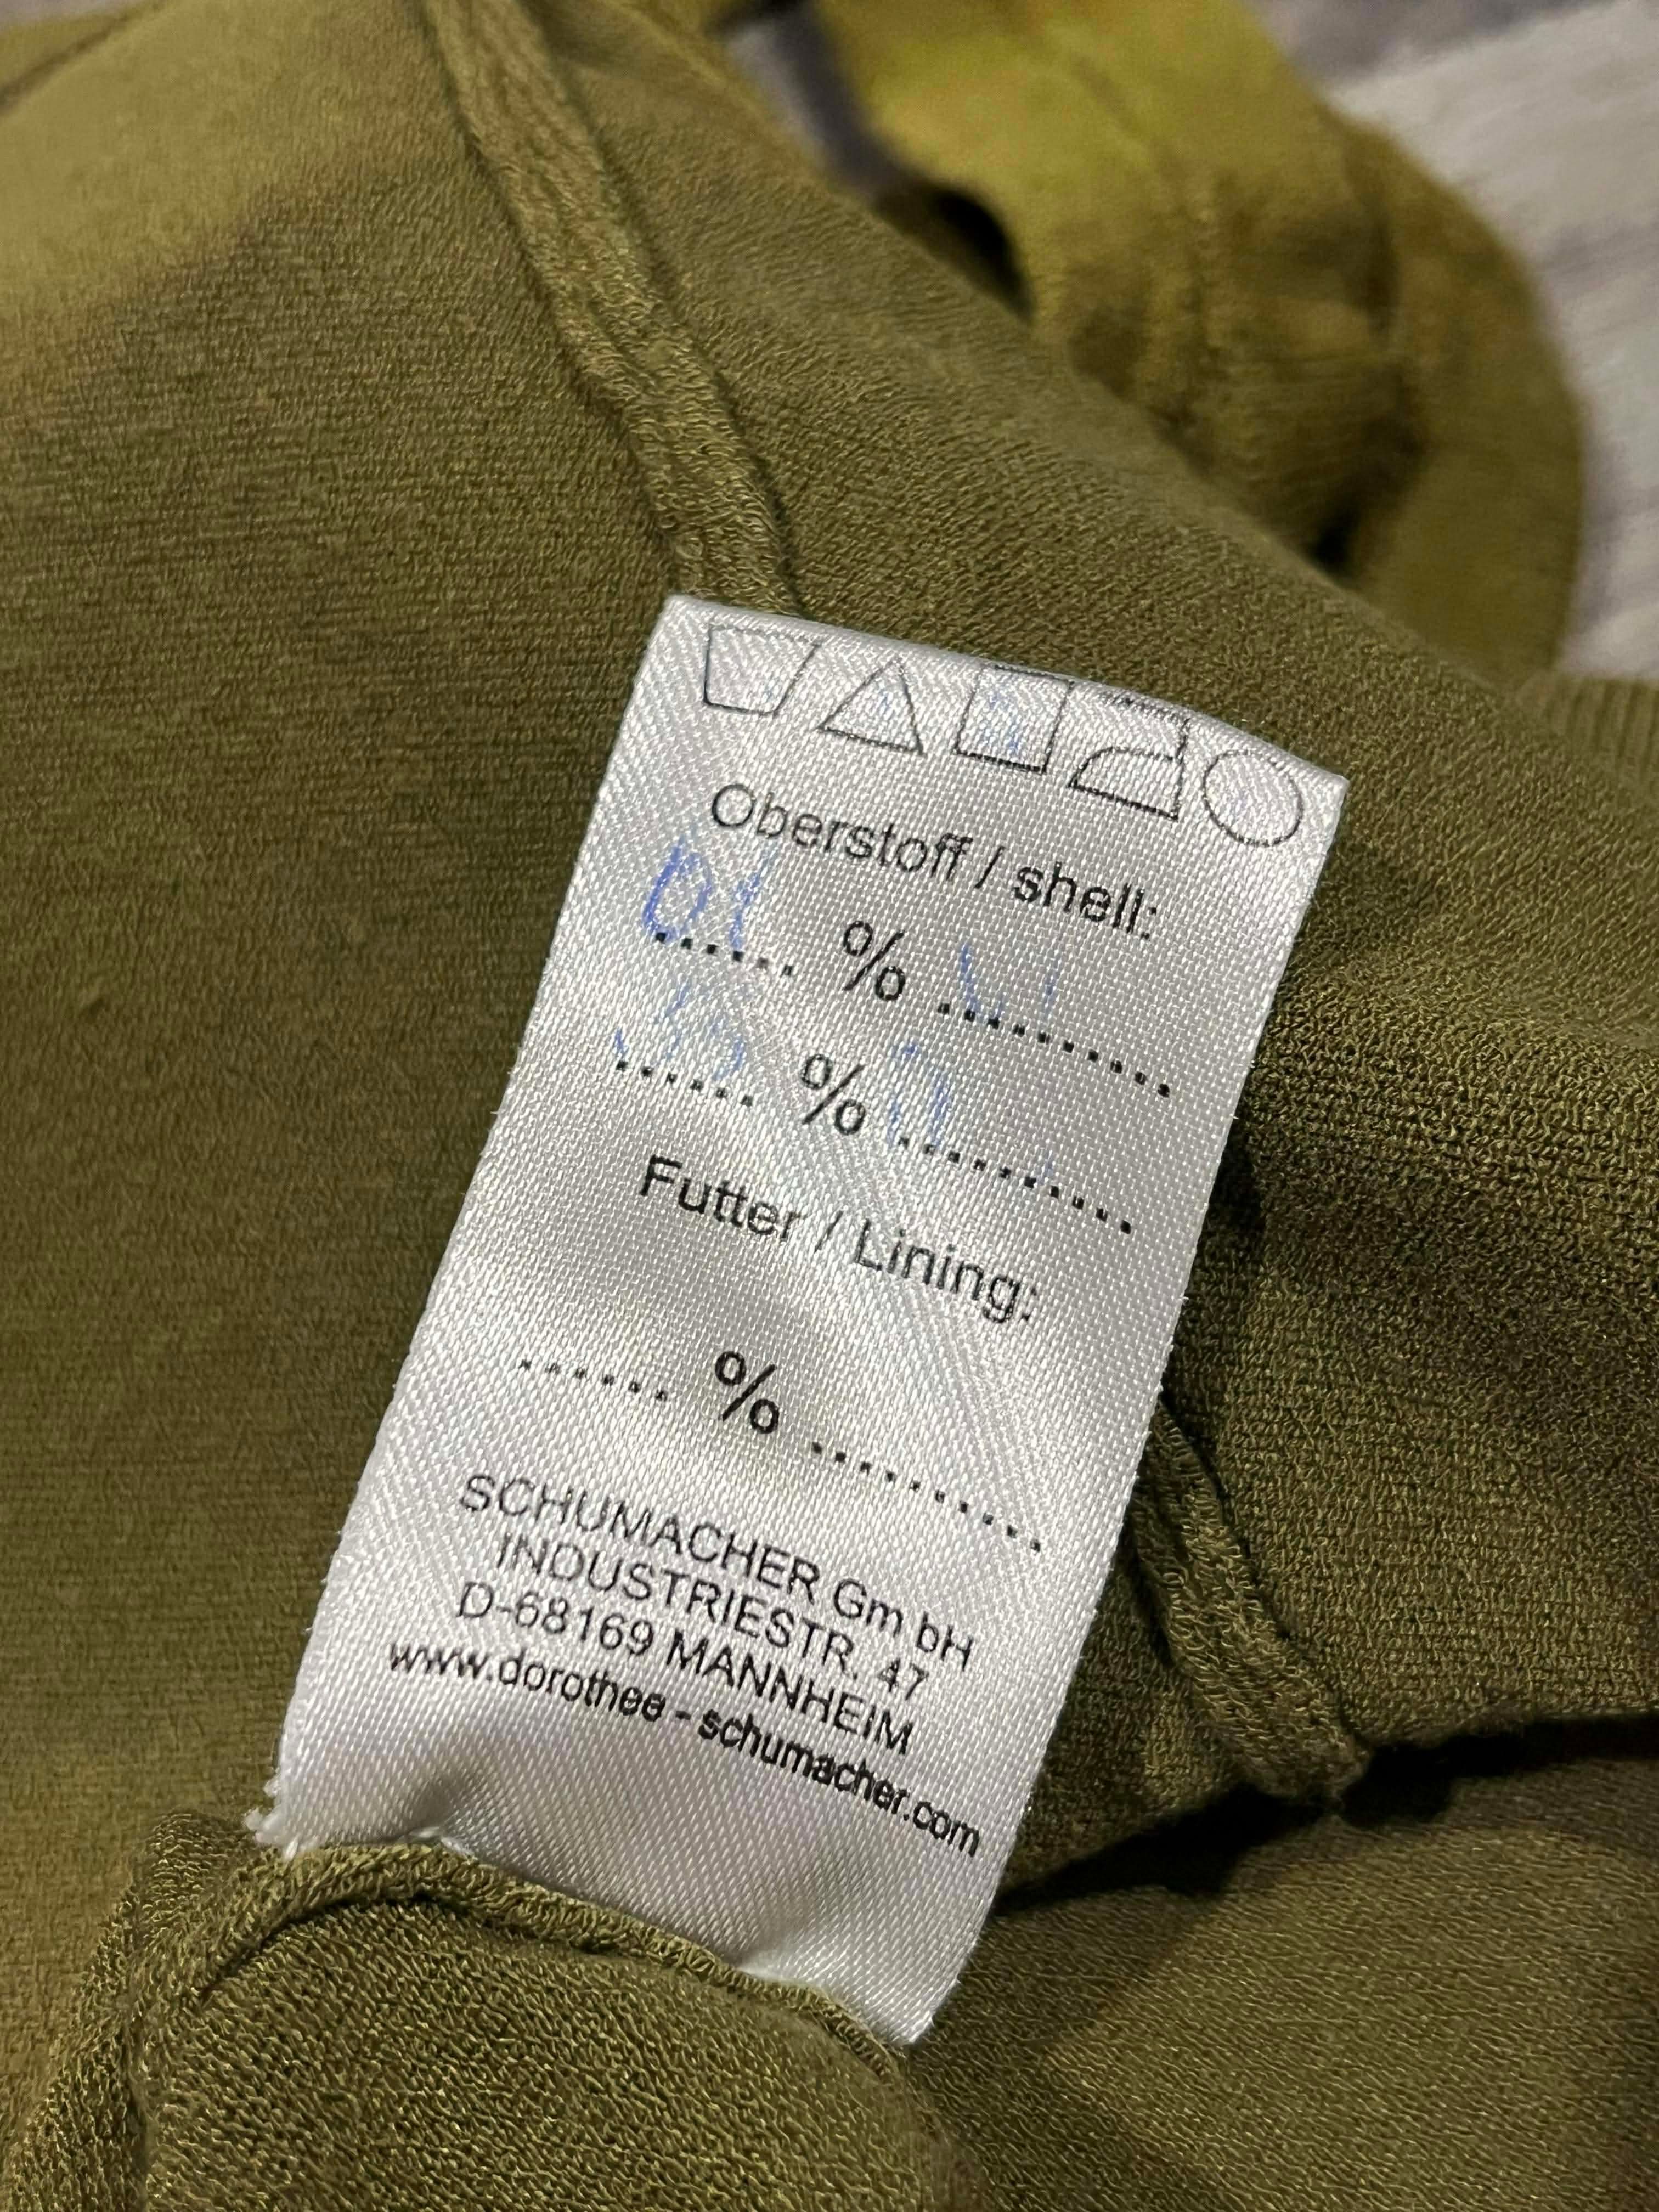 Oberstoff / shell:
...... % ...........
...... % ...........
Futter / Lining:
...... % ...........
SCHUMACHER Gm bH
INDUSTRIESTR. 47
D-68169 MANNHEIM
www.dorothee - schumacher.com